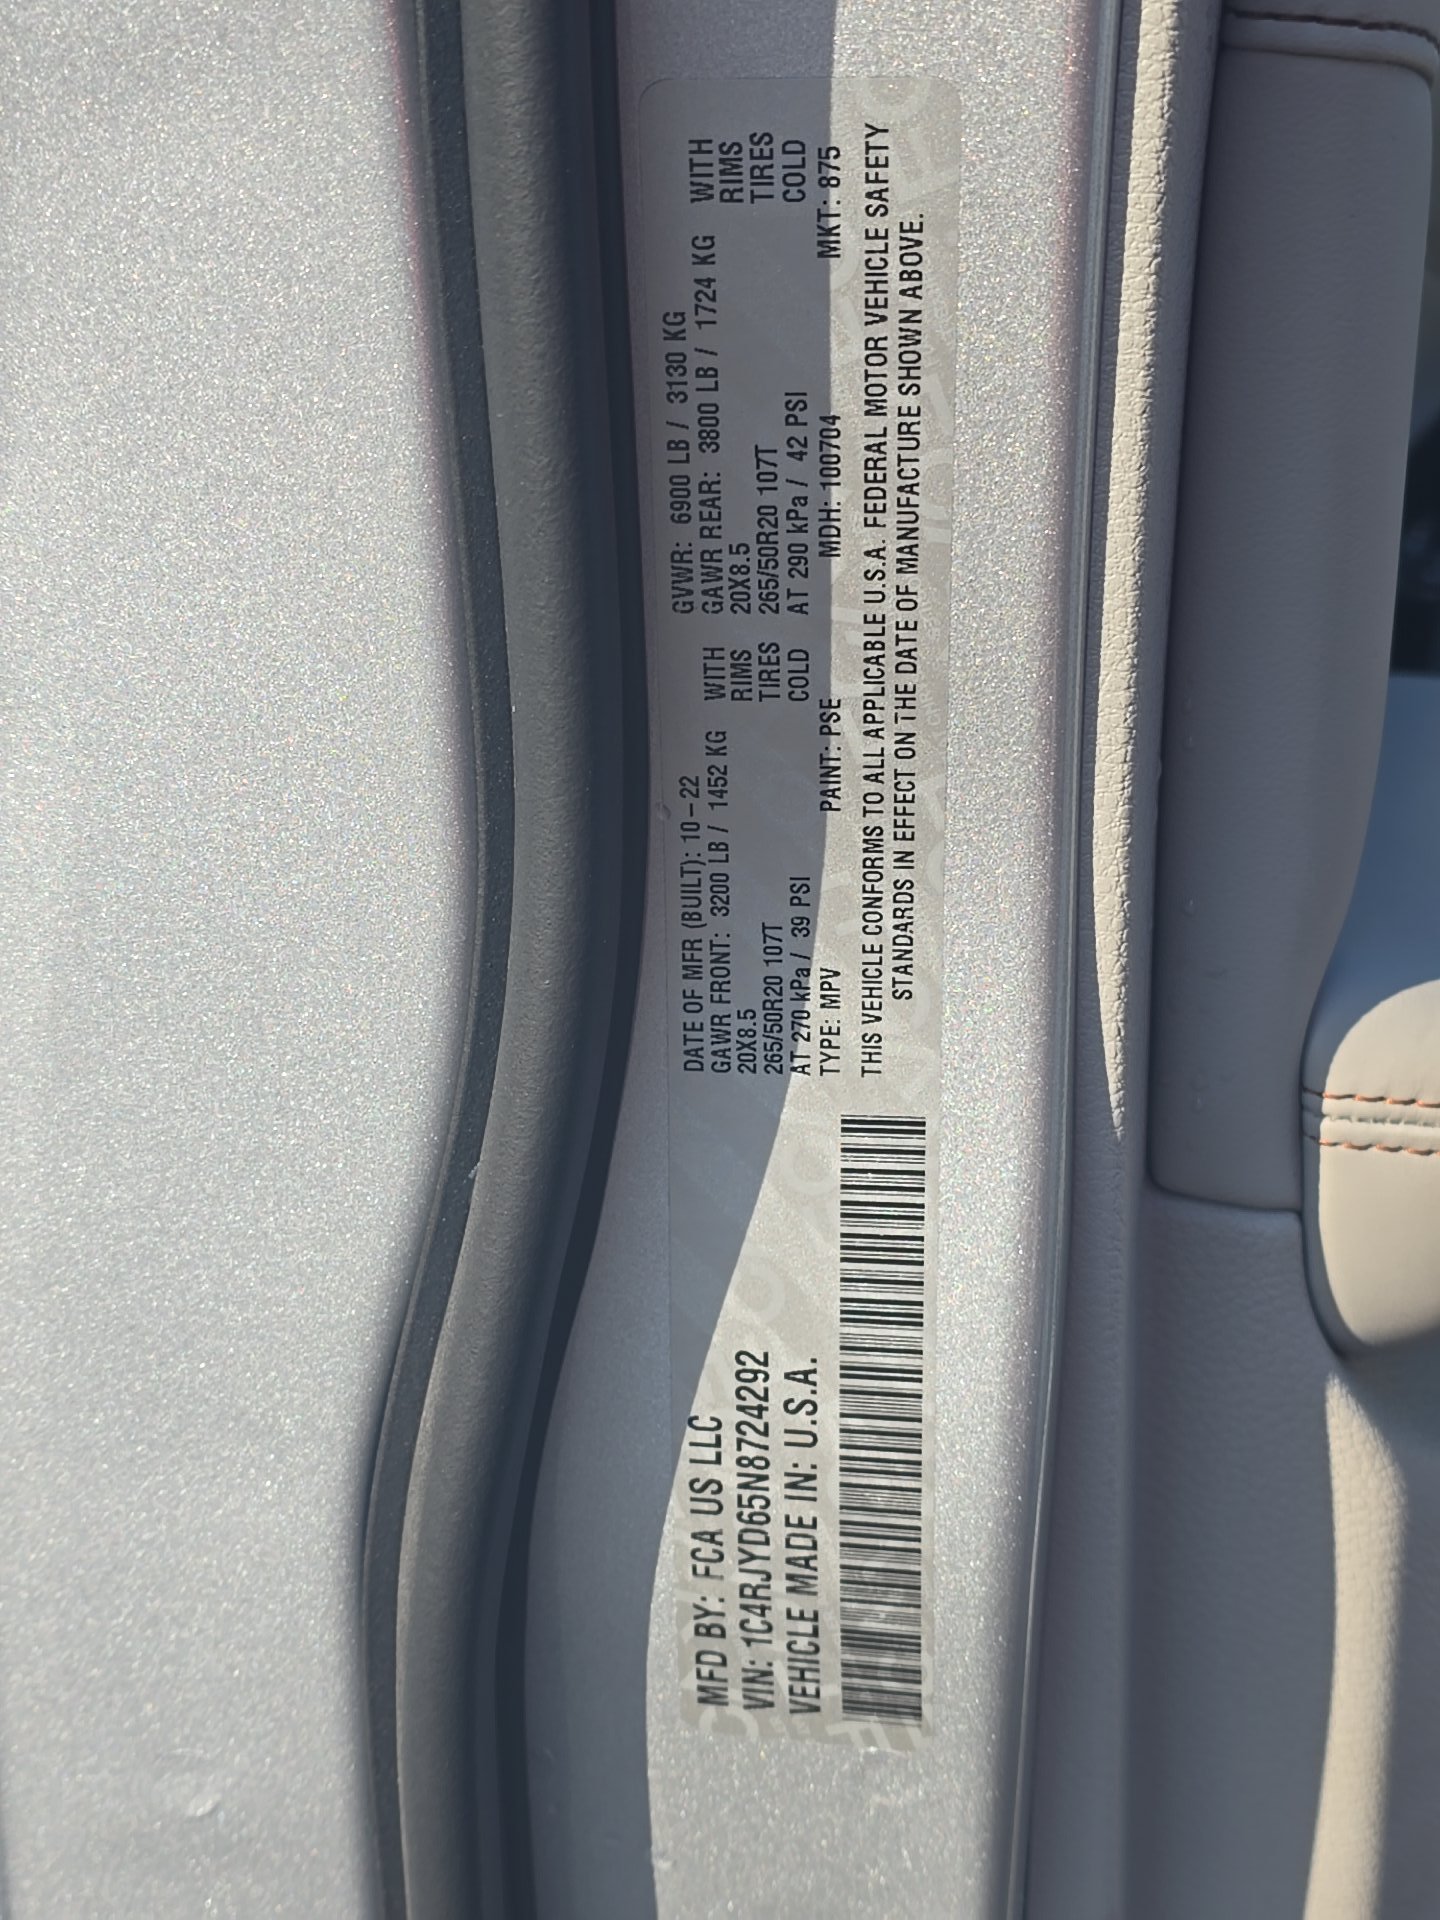 MFD BY: FCA US LLC
VIN: 1C4RJYD65N8724292
VEHICLE MADE IN: U.S.A.
DATE OF MFR (BUILT): 10-22 GVWR: 6900 LB / 3130 KG
GAWR FRONT: 3200 LB / 1452 KG WITH GAWR REAR: 3800 LB / 1724 KG WITH
20X8.5 RIMS 20X8.5 RIMS
265/50R20 107T TIRES 265/50R20 107T TIRES
AT 270 kPa / 39 PSI COLD AT 290 kPa / 42 PSI COLD
TYPE: MPV PAINT: PSE MDH: 100704 MKT: 875
THIS VEHICLE CONFORMS TO ALL APPLICABLE U.S.A. FEDERAL MOTOR VEHICLE SAFETY
STANDARDS IN EFFECT ON THE DATE OF MANUFACTURE SHOWN ABOVE.